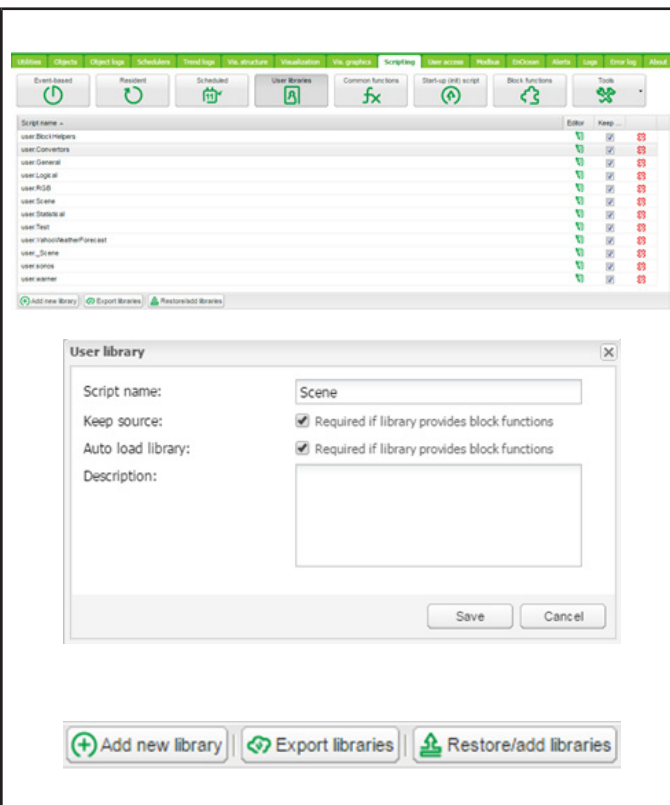 Utilities Objects Object logs Schedulers Trend logs Vis. structure Visualization Vis. graphics Scripting User access Modbus EnOcean Alerts Logs Error log About
Event-based Resident Scheduled User libraries Common functions Start-up (init) script Block functions Tools
Script name Editor Keep ...
user.BlockHelpers
user.Convertors
user.General
user.Logical
user.RGB
user.Scene
user.Statistical
user.Test
user.YahooWeatherForecast
user._Scene
user.sonos
user.warner
Add new library Export libraries Restore/add libraries
User library
Script name: Scene
Keep source: Required if library provides block functions
Auto load library: Required if library provides block functions
Description:
Save Cancel
Add new library Export libraries Restore/add libraries